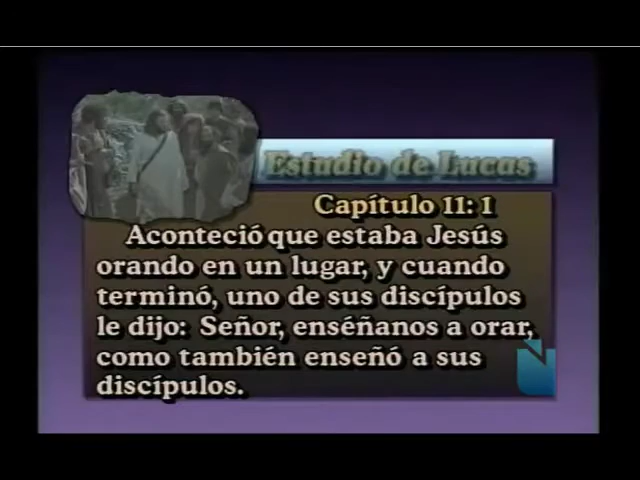 Estudio de Lucas
Capítulo 11: 1
Aconteció que estaba Jesús
orando en un lugar, y cuando
terminó, uno de sus discípulos
le dijo: Señor, enséñanos a orar,
como también enseñó a sus
discípulos.